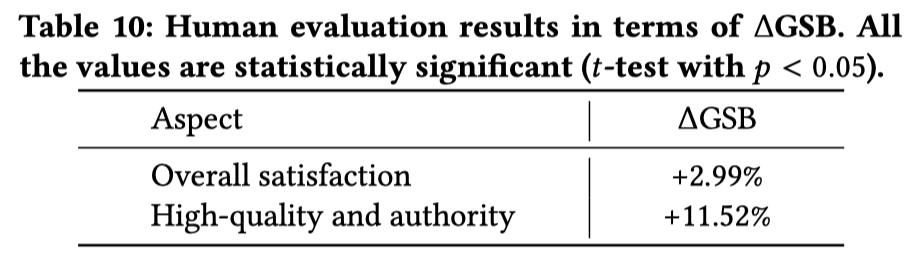 Table 10: Human evaluation results in terms of ΔGSB. All
the values are statistically significant (t-test with p < 0.05).
Aspect ΔGSB
Overall satisfaction +2.99%
High-quality and authority +11.52%